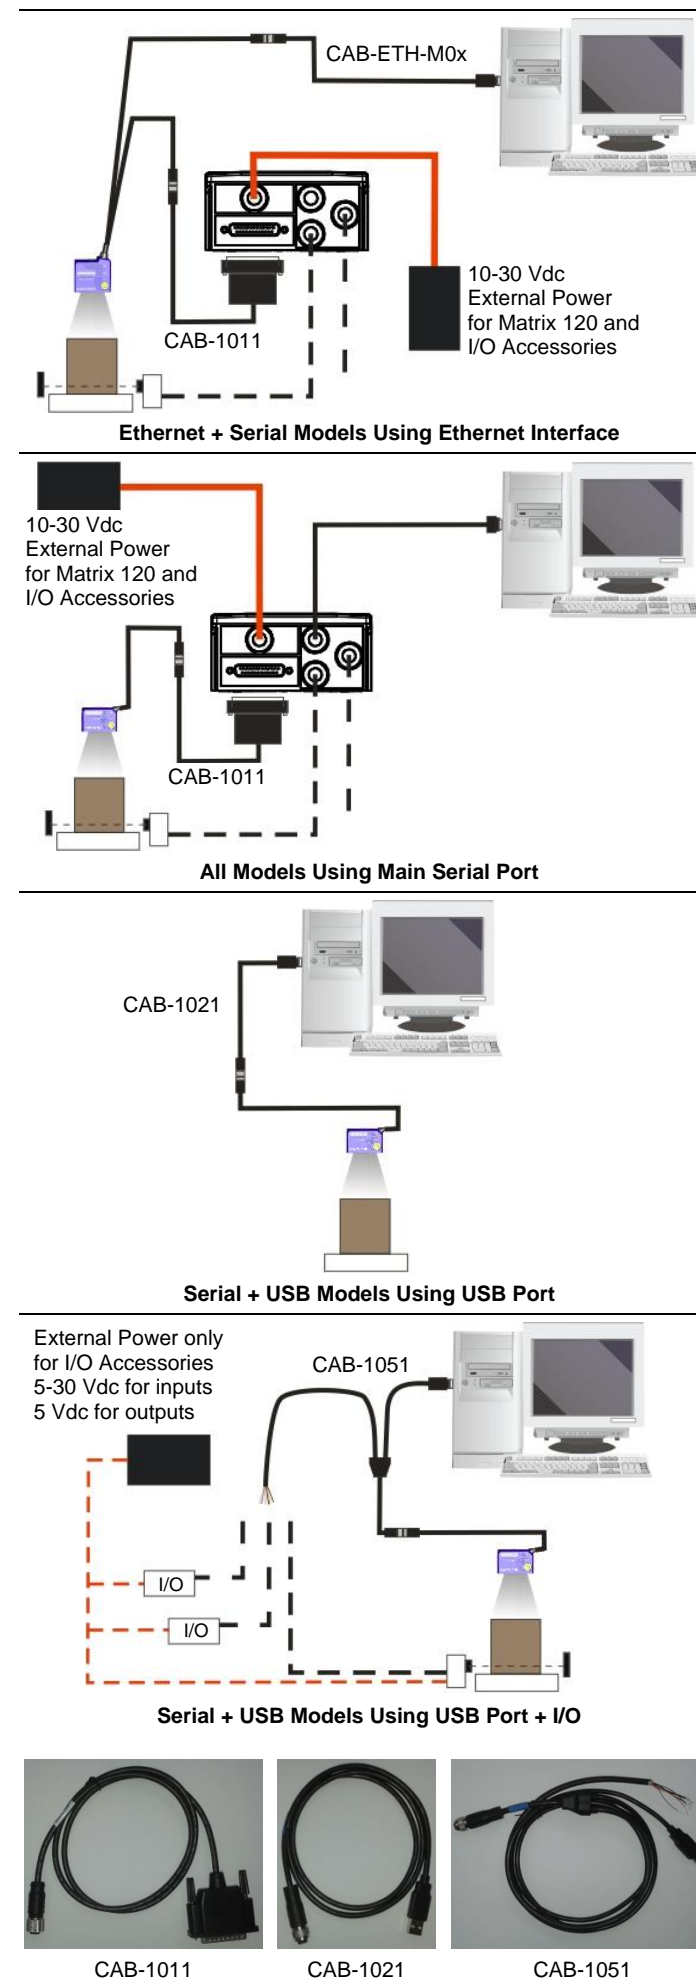 CAB-ETH-M0x
10-30 Vdc
External Power
for Matrix 120 and
I/O Accessories
CAB-1011
Ethernet + Serial Models Using Ethernet Interface
10-30 Vdc
External Power
for Matrix 120 and
I/O Accessories
CAB-1011
All Models Using Main Serial Port
CAB-1021
Serial + USB Models Using USB Port
External Power only
for I/O Accessories
5-30 Vdc for inputs
5 Vdc for outputs
CAB-1051
I/O
I/O
Serial + USB Models Using USB Port + I/O
CAB-1011
CAB-1021
CAB-1051